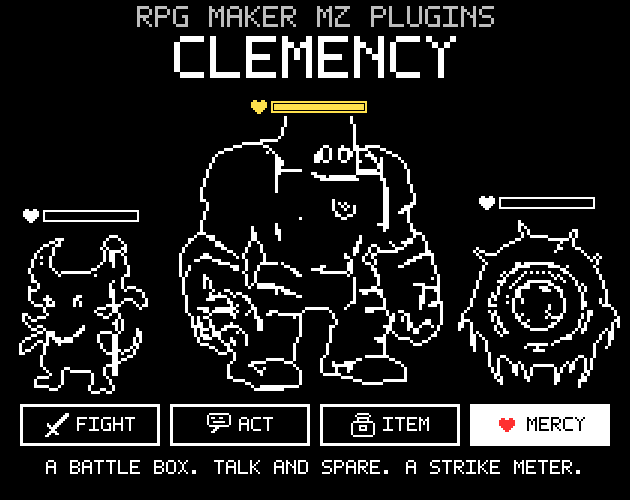 RPG MAKER MZ PLUGINS
CLEMENCY
FIGHT ACT ITEM MERCY
A BATTLE BOX. TALK AND SPARE. A STRIKE METER.